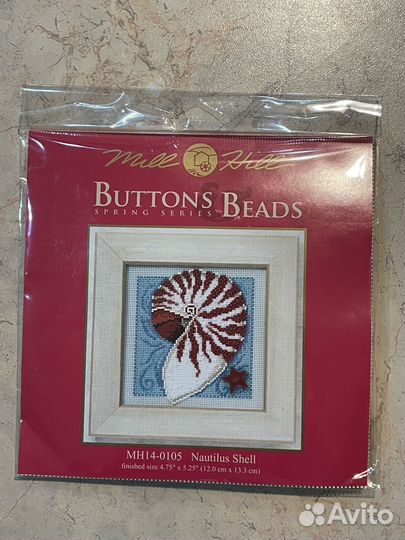 Mill Hill
BUTTONS & BEADS
SPRING SERIES
MH14-0105 Nautilus Shell
finished size 4.75" x 5.25" (12.0 cm x 13.3 cm)
Avito